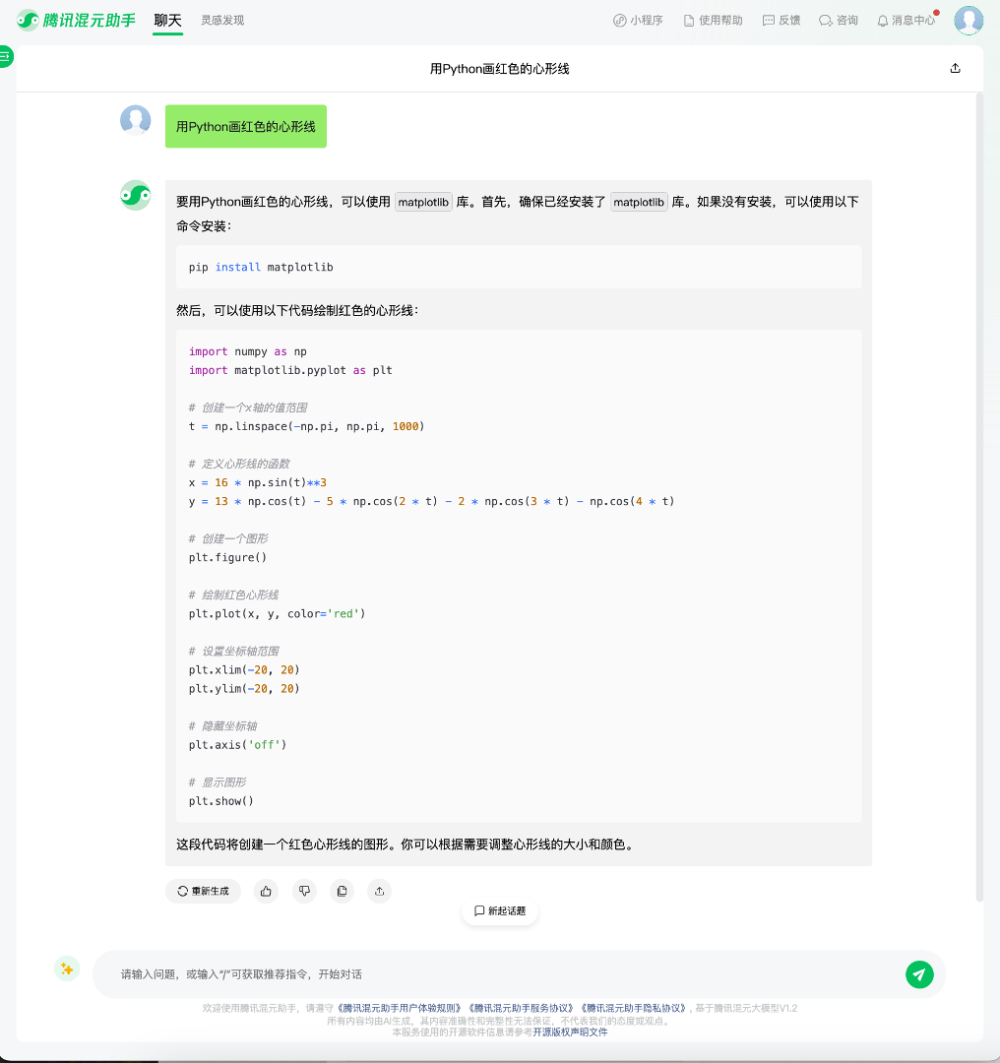 腾讯混元助手 聊天 灵感发现 小程序 使用帮助 反馈 咨询 消息中心
用Python画红色的心形线
用Python画红色的心形线
要用Python画红色的心形线，可以使用 matplotlib 库。首先，确保已经安装了 matplotlib 库。如果没有安装，可以使用以下
命令安装：
pip install matplotlib
然后，可以使用以下代码绘制红色的心形线：
import numpy as np
import matplotlib.pyplot as plt
# 创建一个x轴的值范围
t = np.linspace(-np.pi, np.pi, 1000)
# 定义心形线的函数
x = 16 * np.sin(t)**3
y = 13 * np.cos(t) - 5 * np.cos(2 * t) - 2 * np.cos(3 * t) - np.cos(4 * t)
# 创建一个图形
plt.figure()
# 绘制红色心形线
plt.plot(x, y, color='red')
# 设置坐标轴范围
plt.xlim(-20, 20)
plt.ylim(-20, 20)
# 隐藏坐标轴
plt.axis('off')
# 显示图形
plt.show()
这段代码将创建一个红色心形线的图形。你可以根据需要调整心形线的大小和颜色。
重新生成
新起话题
请输入问题，或输入“/”可获取推荐指令，开始对话
欢迎使用腾讯混元助手，请遵守《腾讯混元助手用户体验规则》《腾讯混元助手服务协议》《腾讯混元助手隐私协议》, 基于腾讯混元大模型V1.2
所有内容均由AI生成，其内容准确性和完整性无法保证，不代表我们的态度或观点。
本服务使用的开源软件信息请参考开源版权声明文件